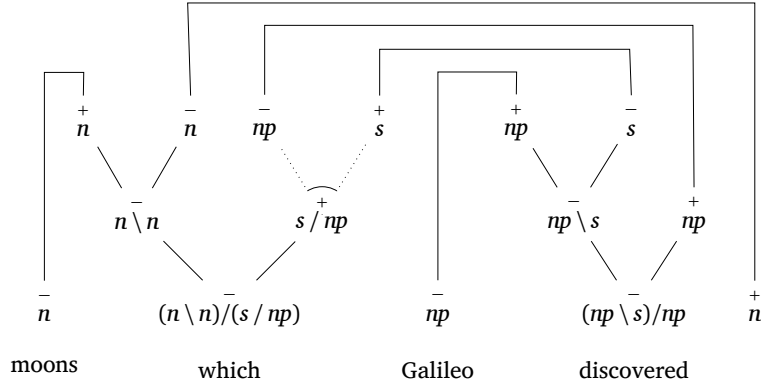 + − − + + −
n n np s np s
− + − +
n \ n s / np np \ s np
− − − − +
n (n \ n)/(s / np) np (np \ s)/np n
moons which Galileo discovered